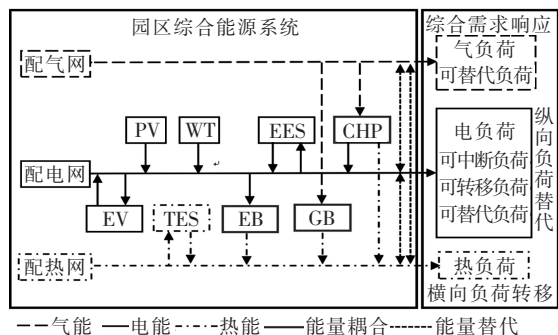 园区综合能源系统
综合需求响应
配气网
气负荷
可替代负荷
PV
WT
EES
CHP
配电网
电负荷
可中断负荷
可转移负荷
可替代负荷
纵向负荷替代
EV
TES
EB
GB
配热网
热负荷
横向负荷转移
气能 电能 热能 能量耦合 能量替代